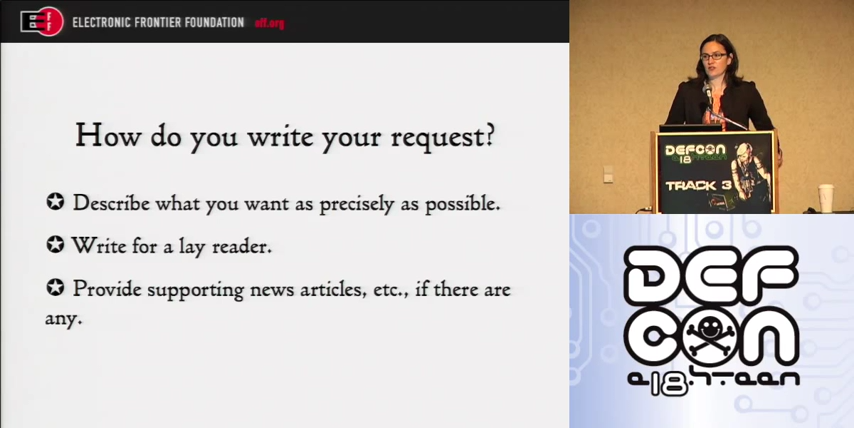 EFF
ELECTRONIC FRONTIER FOUNDATION eff.org
How do you write your request?
Describe what you want as precisely as possible.
Write for a lay reader.
Provide supporting news articles, etc., if there are
any.
DEFCON
18
TRACK 3
DEF
CON
e18hteen